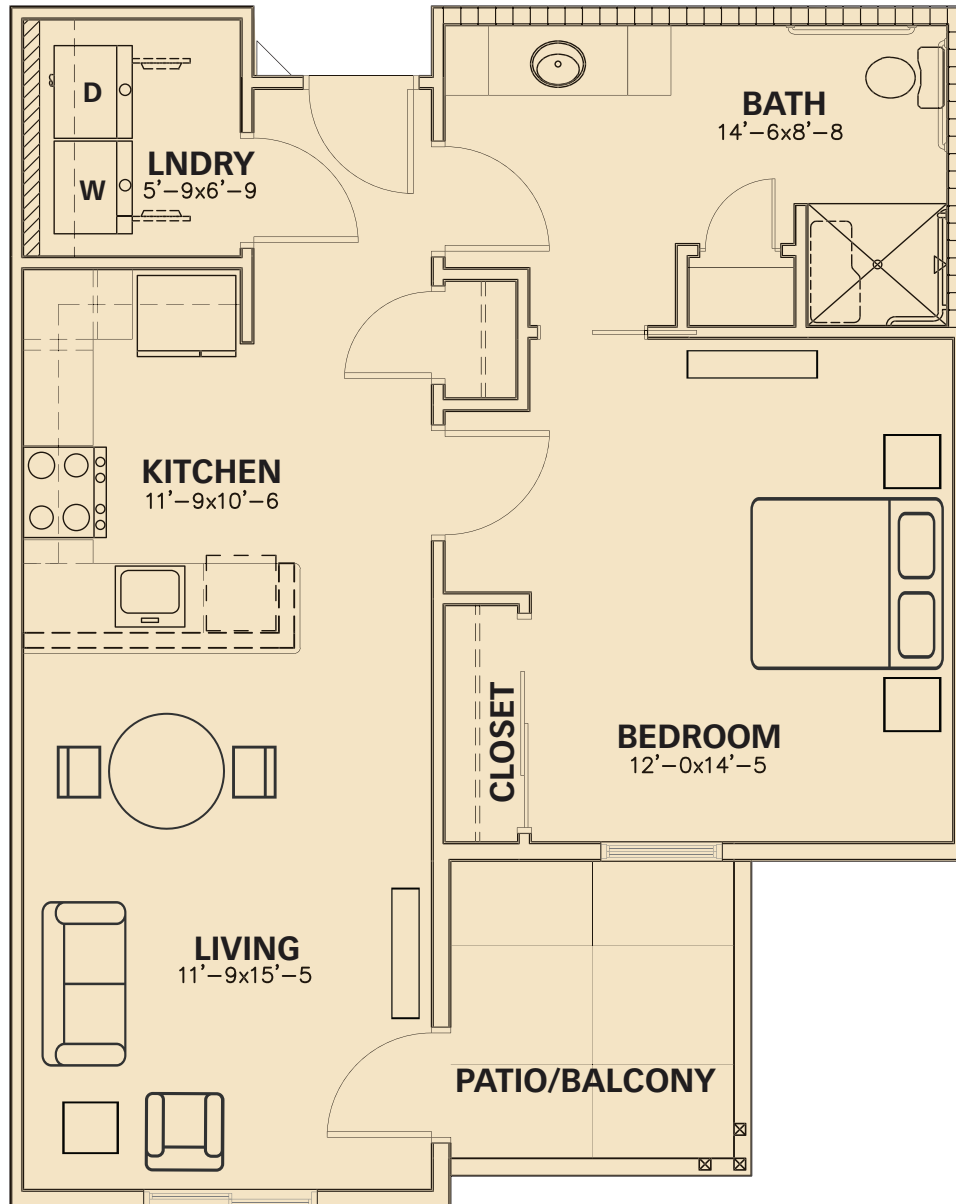 D
W
LNDRY
5’–9x6’–9
BATH
14’–6x8’–8
KITCHEN
11’–9x10’–6
CLOSET
BEDROOM
12’–0x14’–5
LIVING
11’–9x15’–5
PATIO/BALCONY